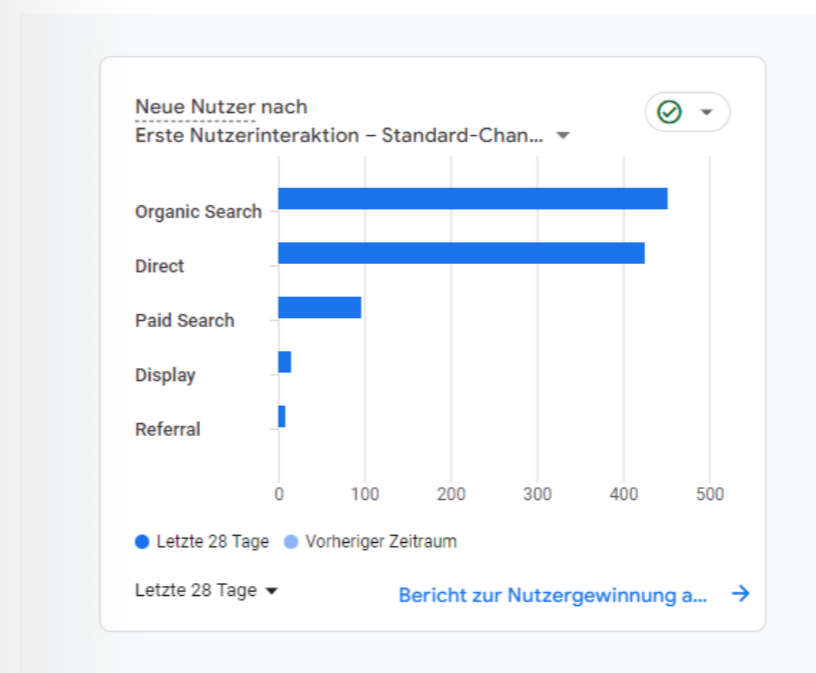 Neue Nutzer nach
Erste Nutzerinteraktion – Standard-Chan...
Organic Search
Direct
Paid Search
Display
Referral
0 100 200 300 400 500
Letzte 28 Tage Vorheriger Zeitraum
Letzte 28 Tage Bericht zur Nutzergewinnung a...